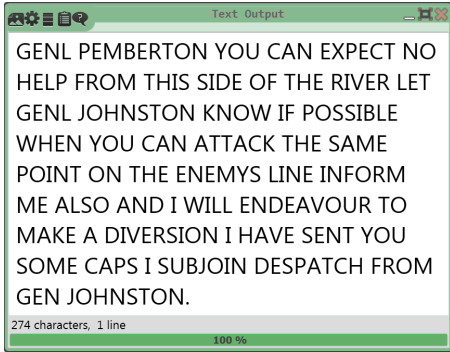 Text Output
GENL PEMBERTON YOU CAN EXPECT NO
HELP FROM THIS SIDE OF THE RIVER LET
GENL JOHNSTON KNOW IF POSSIBLE
WHEN YOU CAN ATTACK THE SAME
POINT ON THE ENEMYS LINE INFORM
ME ALSO AND I WILL ENDEAVOUR TO
MAKE A DIVERSION I HAVE SENT YOU
SOME CAPS I SUBJOIN DESPATCH FROM
GEN JOHNSTON.
274 characters, 1 line
100 %